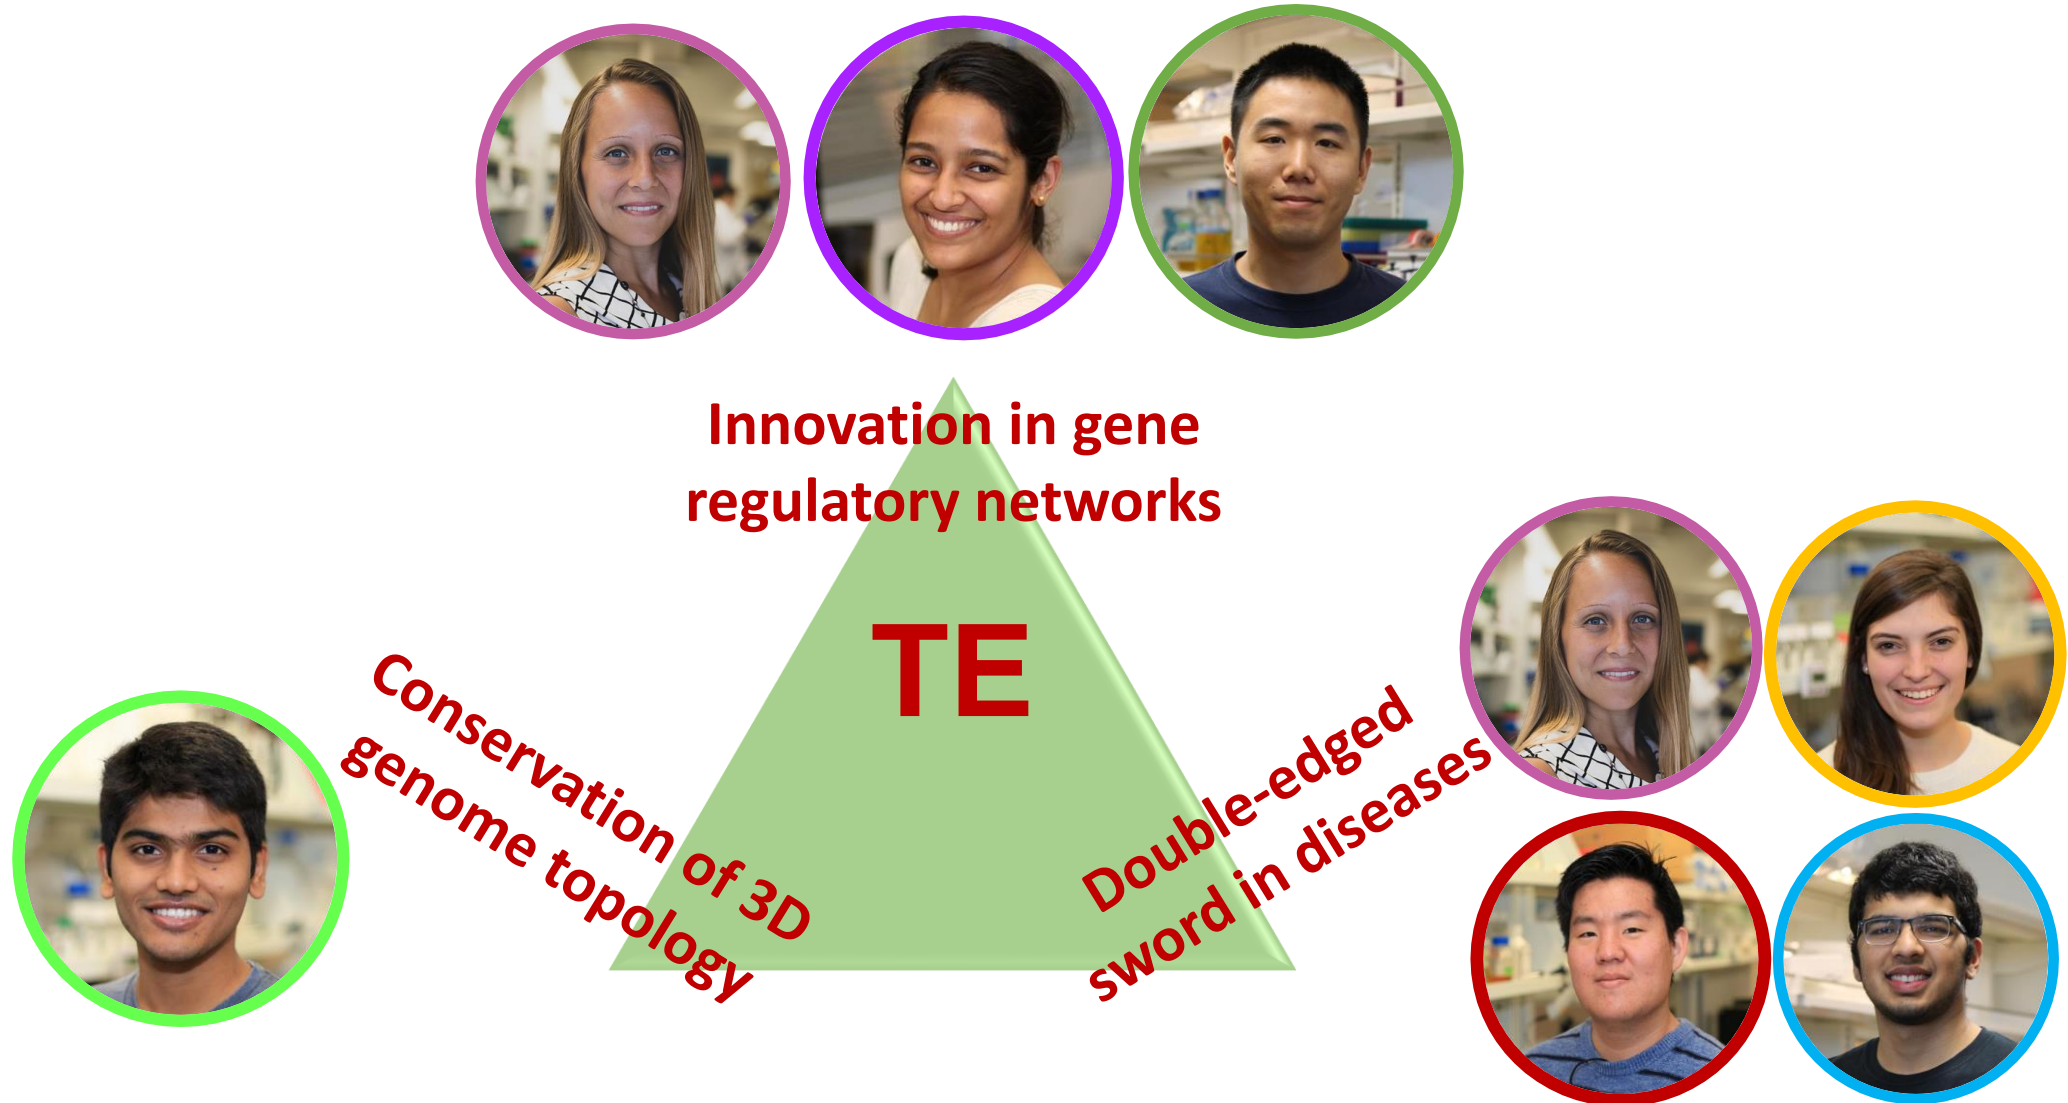 Innovation in gene
regulatory networks
TE
Conservation of 3D
genome topology
Double-edged
sword in diseases